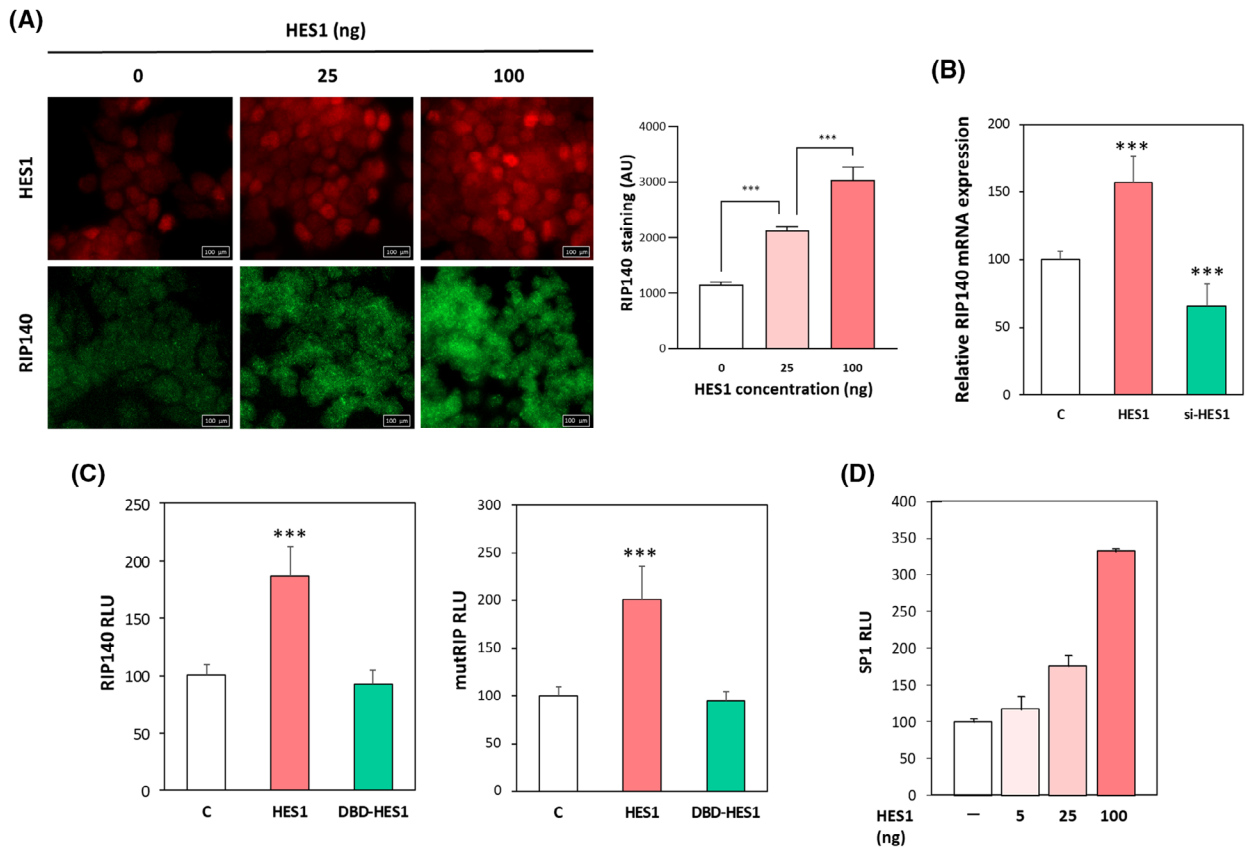 (A)
HES1 (ng)
0 25 100
HES1
100 µm 100 µm 100 µm
RIP140
100 µm 100 µm 100 µm
RIP140 staining (AU)
4000
3000
2000
1000
0
*** ***
0 25 100
HES1 concentration (ng)
(B)
Relative RIP140 mRNA expression
200
150
100
50
0
*** ***
C HES1 si-HES1
(C)
RIP140 RLU
250
200
150
100
50
0
***
C HES1 DBD-HES1
mutRIP RLU
300
250
200
150
100
50
0
***
C HES1 DBD-HES1
(D)
SP1 RLU
400
350
300
250
200
150
100
50
0
HES1 — 5 25 100
(ng)